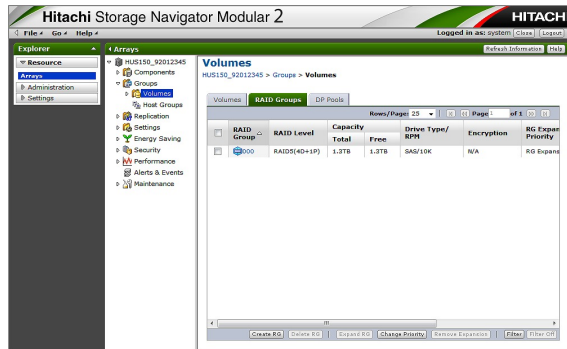 Hitachi Storage Navigator Modular 2
HITACH
File Go Help
Logged in as: system Close Logout
Explorer
Arrays
Refresh Information Help
Resource
Arrays
Administration
Settings
HUS150_92012345
Components
Groups
Volumes
Host Groups
Replication
Settings
Energy Saving
Security
Performance
Alerts & Events
Maintenance
Volumes
HUS150_92012345 > Groups > Volumes
Volumes RAID Groups DP Pools
Rows/Page: 25 Page 1 of 1
RAID Group RAID Level Capacity Total Free Drive Type/ RPM Encryption RG Expan Priority
000 RAID5(4D+1P) 1.3TB 1.3TB SAS/10K N/A RG Expans
Create RG Delete RG Expand RG Change Priority Remove Expansion Filter Filter Off